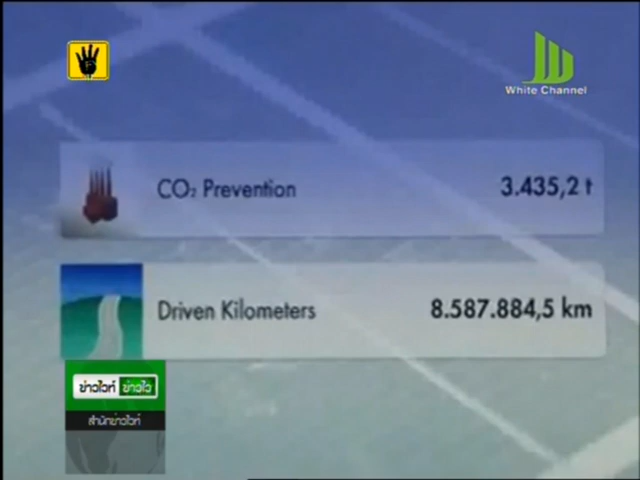 White Channel
CO₂ Prevention 3.435,2 t
Driven Kilometers 8.587.884,5 km
ข่าวไวท์ ข่าวไว
สำนักข่าวไวท์